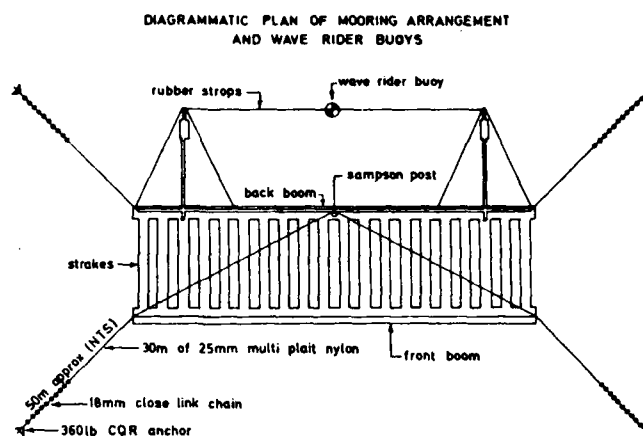 DIAGRAMMATIC PLAN OF MOORING ARRANGEMENT
AND WAVE RIDER BUOYS
wave rider buoy
rubber strops
sampson post
back boom
strakes
50m approx (NTS)
30m of 25mm multi plait nylon
front boom
18mm close link chain
360lb CQR anchor